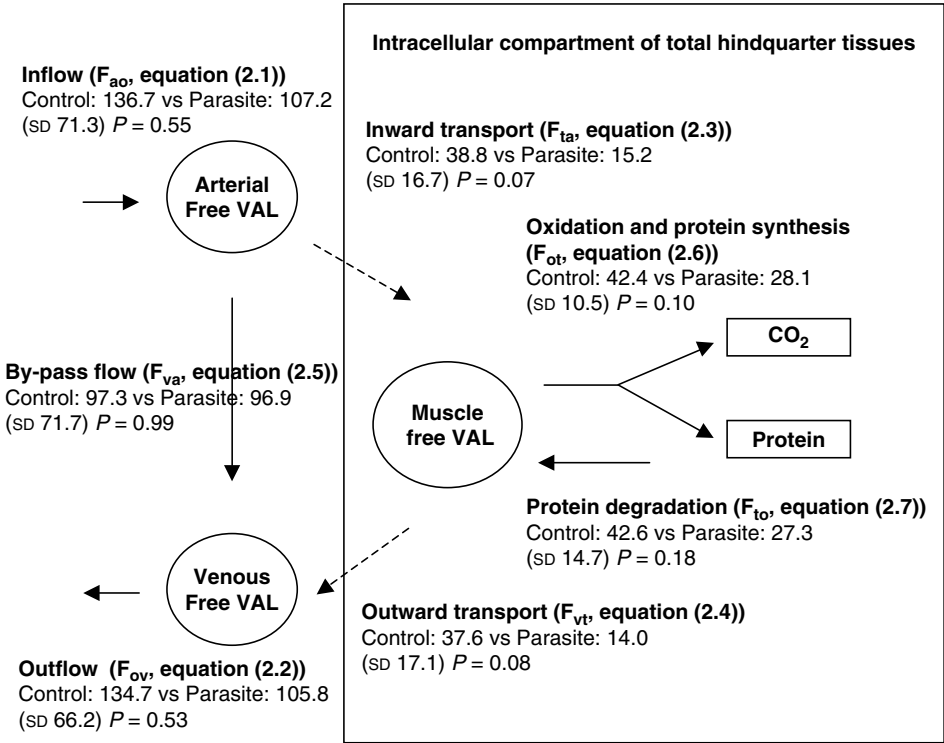 Intracellular compartment of total hindquarter tissues
Inflow (Fao, equation (2.1))
Control: 136.7 vs Parasite: 107.2
(SD 71.3) P = 0.55
Inward transport (Fta, equation (2.3))
Control: 38.8 vs Parasite: 15.2
(SD 16.7) P = 0.07
Arterial
Free VAL
Oxidation and protein synthesis
(Fot, equation (2.6))
Control: 42.4 vs Parasite: 28.1
(SD 10.5) P = 0.10
CO2
By-pass flow (Fva, equation (2.5))
Control: 97.3 vs Parasite: 96.9
(SD 71.7) P = 0.99
Muscle
free VAL
Protein
Protein degradation (Fto, equation (2.7))
Control: 42.6 vs Parasite: 27.3
(SD 14.7) P = 0.18
Venous
Free VAL
Outward transport (Fvt, equation (2.4))
Control: 37.6 vs Parasite: 14.0
(SD 17.1) P = 0.08
Outflow (Fov, equation (2.2))
Control: 134.7 vs Parasite: 105.8
(SD 66.2) P = 0.53